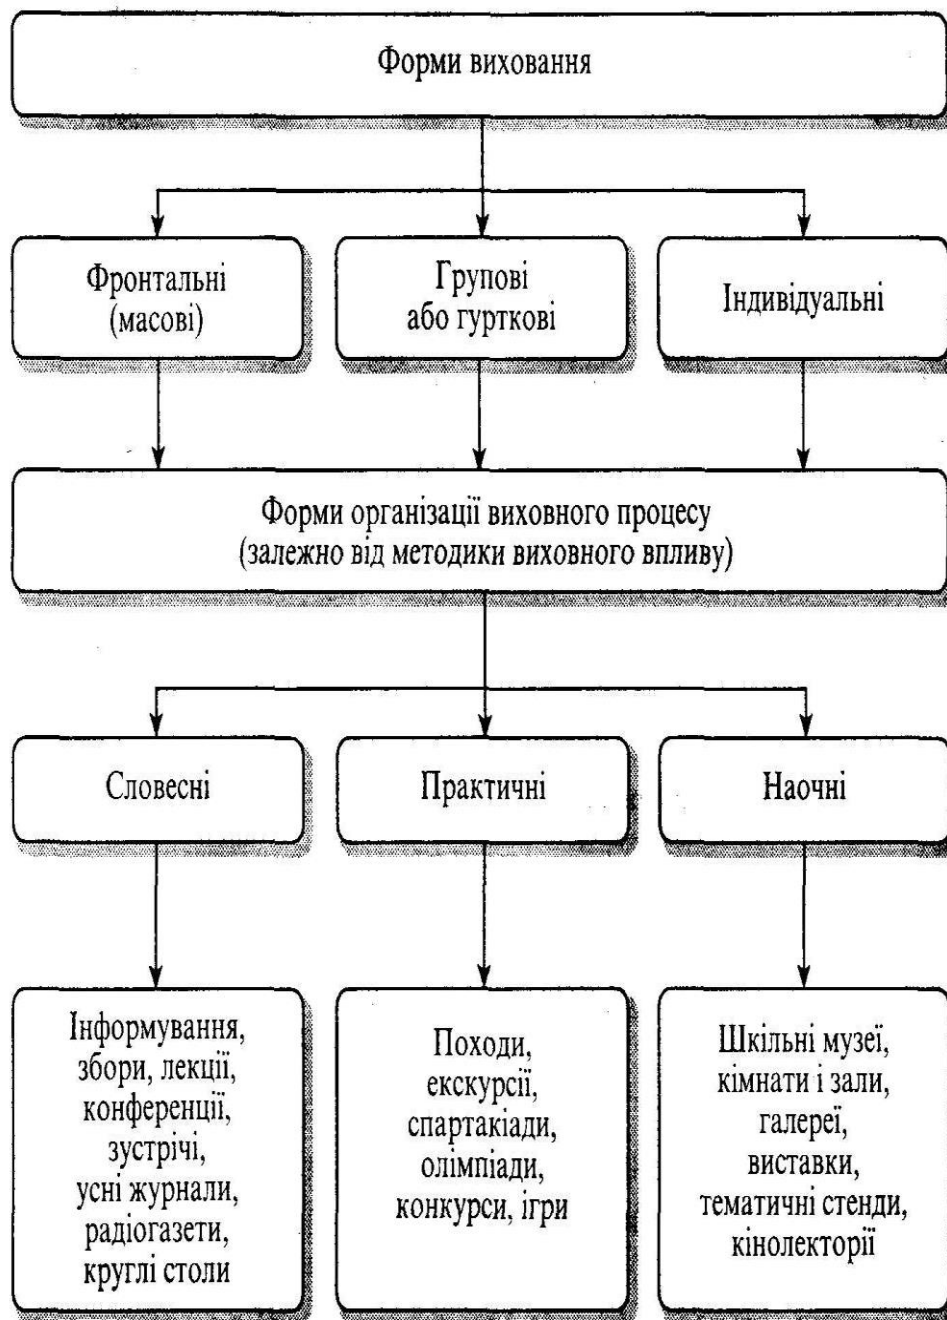 Форми виховання
Фронтальні
(масові)
Групові
або гурткові
Індивідуальні
Форми організації виховного процесу
(залежно від методики виховного впливу)
Словесні
Практичні
Наочні
Інформування,
збори, лекції,
конференції,
зустрічі,
усні журнали,
радіогазети,
круглі столи
Походи,
екскурсії,
спартакіади,
олімпіади,
конкурси, ігри
Шкільні музеї,
кімнати і зали,
галереї,
виставки,
тематичні стенди,
кінолекторії